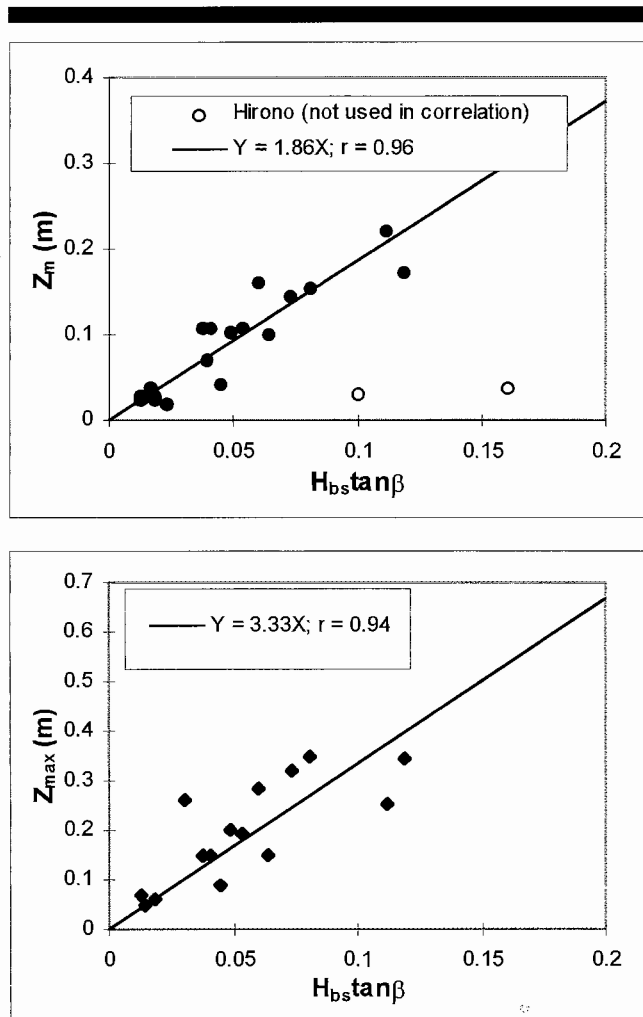 0.4
Hirono (not used in correlation)
Y = 1.86X; r = 0.96
0.3
0.2
0.1
0
Zm (m)
0 0.05 0.1 0.15 0.2
Hbstanβ
0.7
Y = 3.33X; r = 0.94
0.6
0.5
0.4
0.3
0.2
0.1
0
Zmax (m)
0 0.05 0.1 0.15 0.2
Hbstanβ